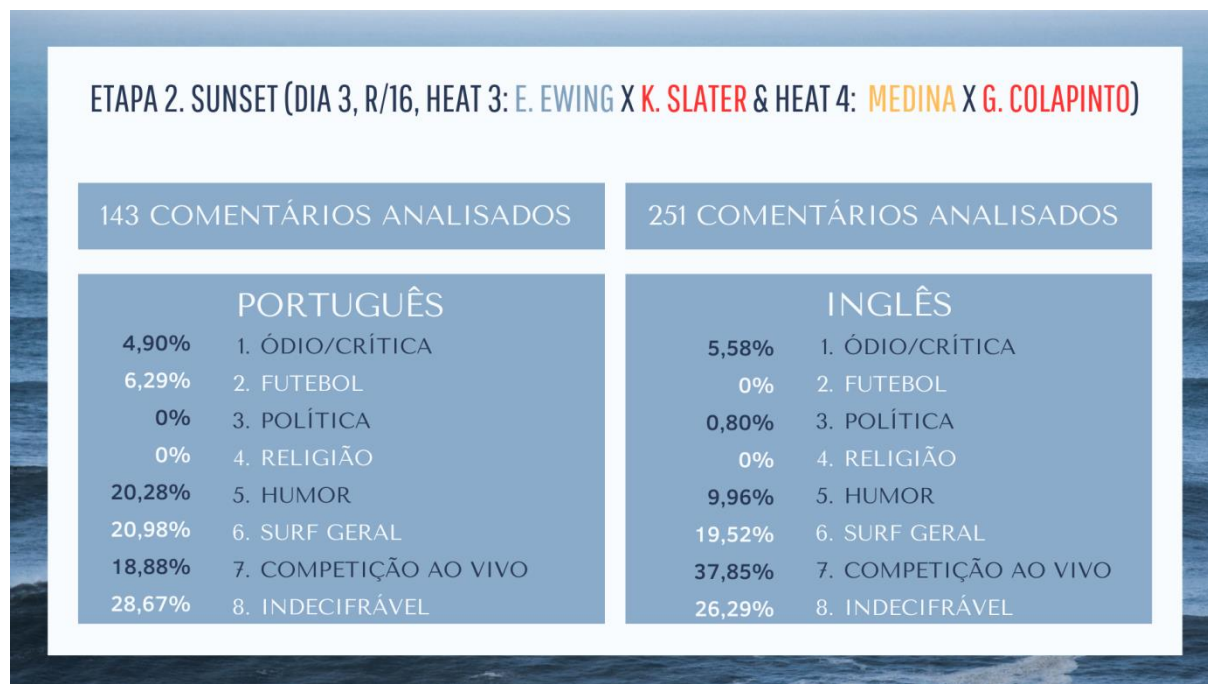 ETAPA 2. SUNSET (DIA 3, R/16, HEAT 3: E. EWING X K. SLATER & HEAT 4: MEDINA X G. COLAPINTO)
143 COMENTÁRIOS ANALISADOS
PORTUGUÊS
4,90% 1. ÓDIO/CRÍTICA
6,29% 2. FUTEBOL
0% 3. POLÍTICA
0% 4. RELIGIÃO
20,28% 5. HUMOR
20,98% 6. SURF GERAL
18,88% 7. COMPETIÇÃO AO VIVO
28,67% 8. INDECIFRÁVEL
251 COMENTÁRIOS ANALISADOS
INGLÊS
5,58% 1. ÓDIO/CRÍTICA
0% 2. FUTEBOL
0,80% 3. POLÍTICA
0% 4. RELIGIÃO
9,96% 5. HUMOR
19,52% 6. SURF GERAL
37,85% 7. COMPETIÇÃO AO VIVO
26,29% 8. INDECIFRÁVEL